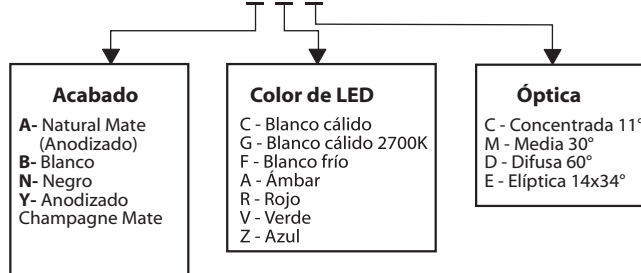 Acabado
A- Natural Mate
(Anodizado)
B- Blanco
N- Negro
Y- Anodizado
Champagne Mate
Color de LED
C - Blanco cálido
G - Blanco cálido 2700K
F - Blanco frío
A - Ámbar
R - Rojo
V - Verde
Z - Azul
Óptica
C - Concentrada 11°
M - Media 30°
D - Difusa 60°
E - Elíptica 14x34°